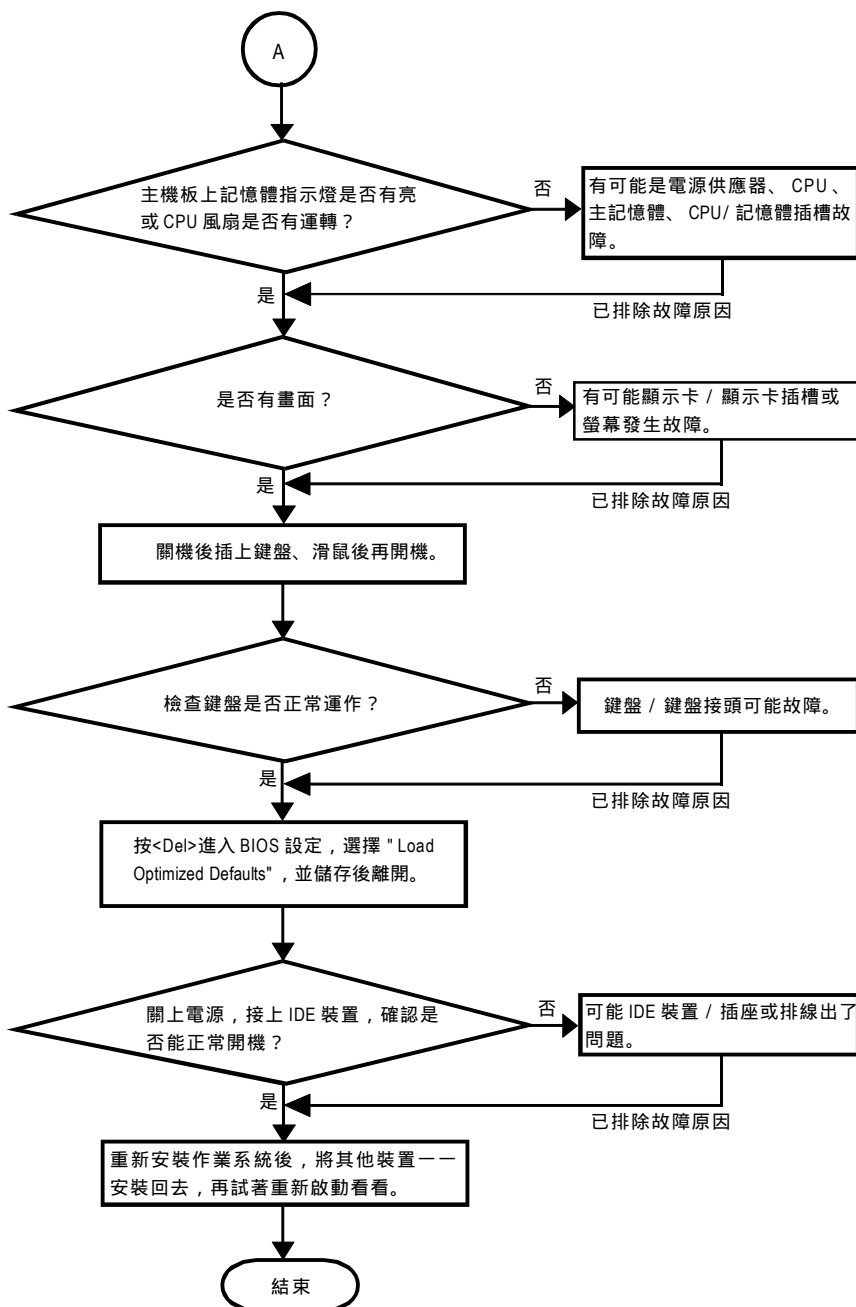 A
主機板上記憶體指示燈是否有亮
或 CPU 風扇是否有運轉？
否
有可能是電源供應器、 CPU 、
主記憶體、 CPU/ 記憶體插槽故
障。
是
已排除故障原因
是否有畫面？
否
有可能顯示卡 / 顯示卡插槽或
螢幕發生故障。
是
已排除故障原因
關機後插上鍵盤、滑鼠後再開機。
檢查鍵盤是否正常運作？
否
鍵盤 / 鍵盤接頭可能故障。
是
已排除故障原因
按<Del>進入 BIOS 設定，選擇 " Load
Optimized Defaults" ，並儲存後離開。
關上電源，接上 IDE 裝置，確認是
否能正常開機？
否
可能 IDE 裝置 / 插座或排線出了
問題。
是
已排除故障原因
重新安裝作業系統後，將其他裝置一一
安裝回去，再試著重新啟動看看。
結束